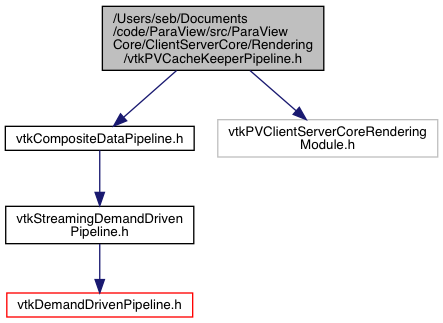 /Users/seb/Documents
/code/ParaView/src/ParaView
Core/ClientServerCore/Rendering
/vtkPVCacheKeeperPipeline.h
vtkCompositeDataPipeline.h
vtkPVClientServerCoreRendering
Module.h
vtkStreamingDemandDriven
Pipeline.h
vtkDemandDrivenPipeline.h